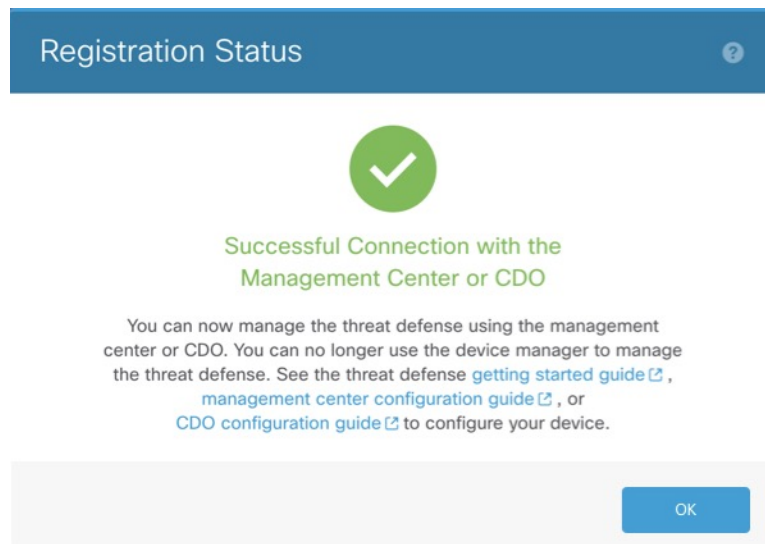 Registration Status
?
Successful Connection with the
Management Center or CDO
You can now manage the threat defense using the management
center or CDO. You can no longer use the device manager to manage
the threat defense. See the threat defense getting started guide ,
management center configuration guide , or
CDO configuration guide to configure your device.
OK